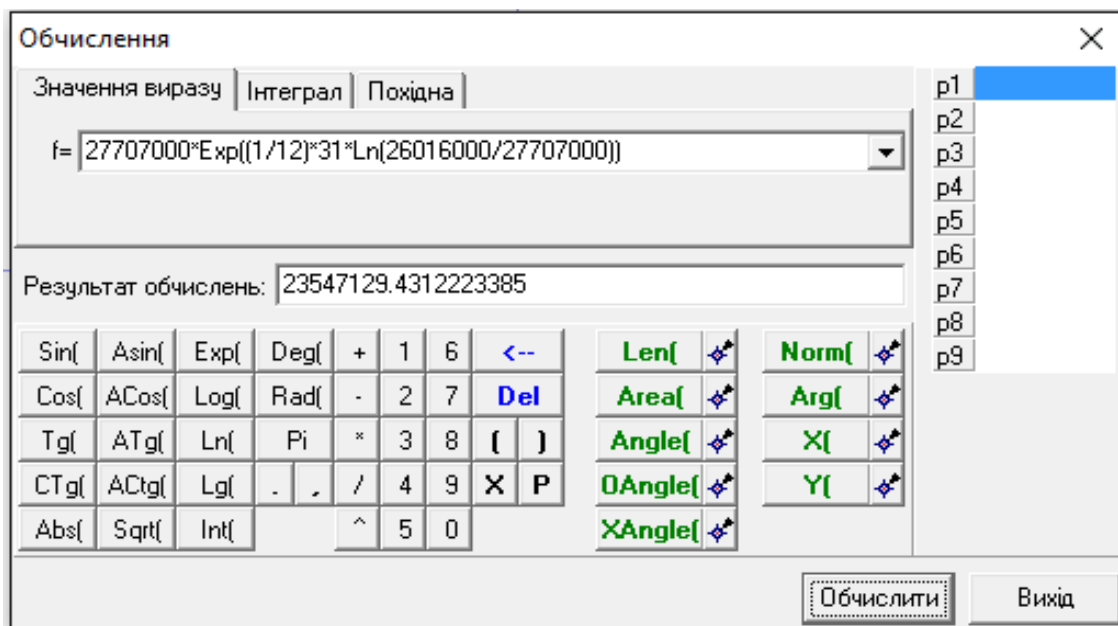 Обчислення
Значення виразу Інтеграл Похідна
f= 27707000*Exp((1/12)*31*Ln(26016000/27707000))
Результат обчислень: 23547129.4312223385
Sin( Asin( Exp( Deg( + 1 6 <-- Len( Norm(
Cos( ACos( Log( Rad( - 2 7 Del Area( Arg(
Tg( ATg( Ln( Pi * 3 8 ( ) Angle( X(
CTg( ACtg( Lg( . , / 4 9 X P OAngle( Y(
Abs( Sqrt( Int( ^ 5 0 XAngle(
p1
p2
p3
p4
p5
p6
p7
p8
p9
Обчислити Вихід